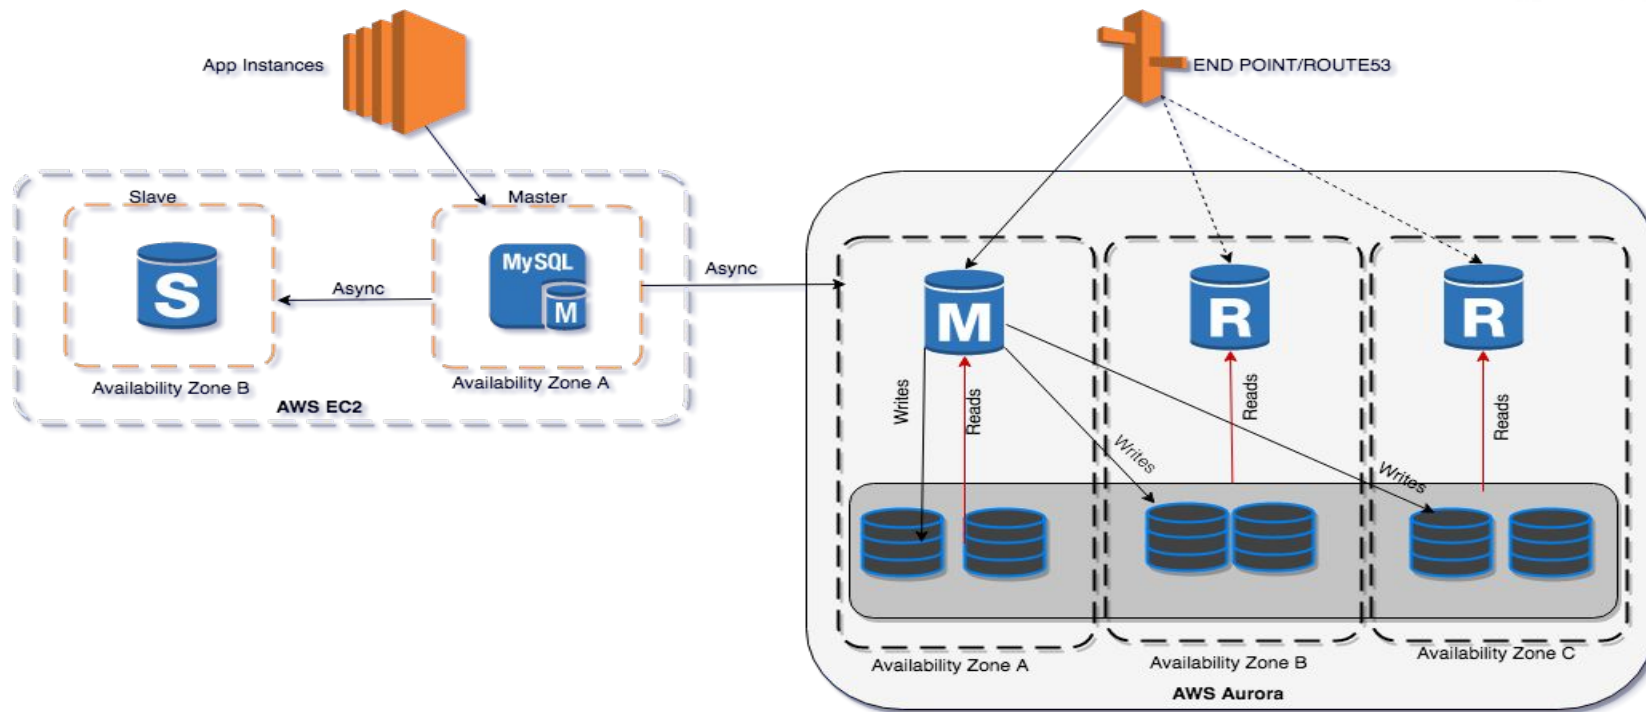 App Instances
END POINT/ROUTE53
Slave
Master
MySQL
M
S
Async
Async
Availability Zone B
Availability Zone A
AWS EC2
M
R
R
Writes
Reads
Writes
Reads
Writes
Reads
Availability Zone A
Availability Zone B
Availability Zone C
AWS Aurora